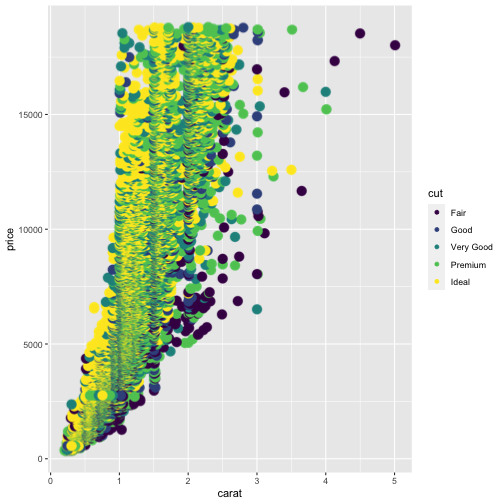 15000
10000
5000
0
price
0
1
2
3
4
5
carat
cut
Fair
Good
Very Good
Premium
Ideal